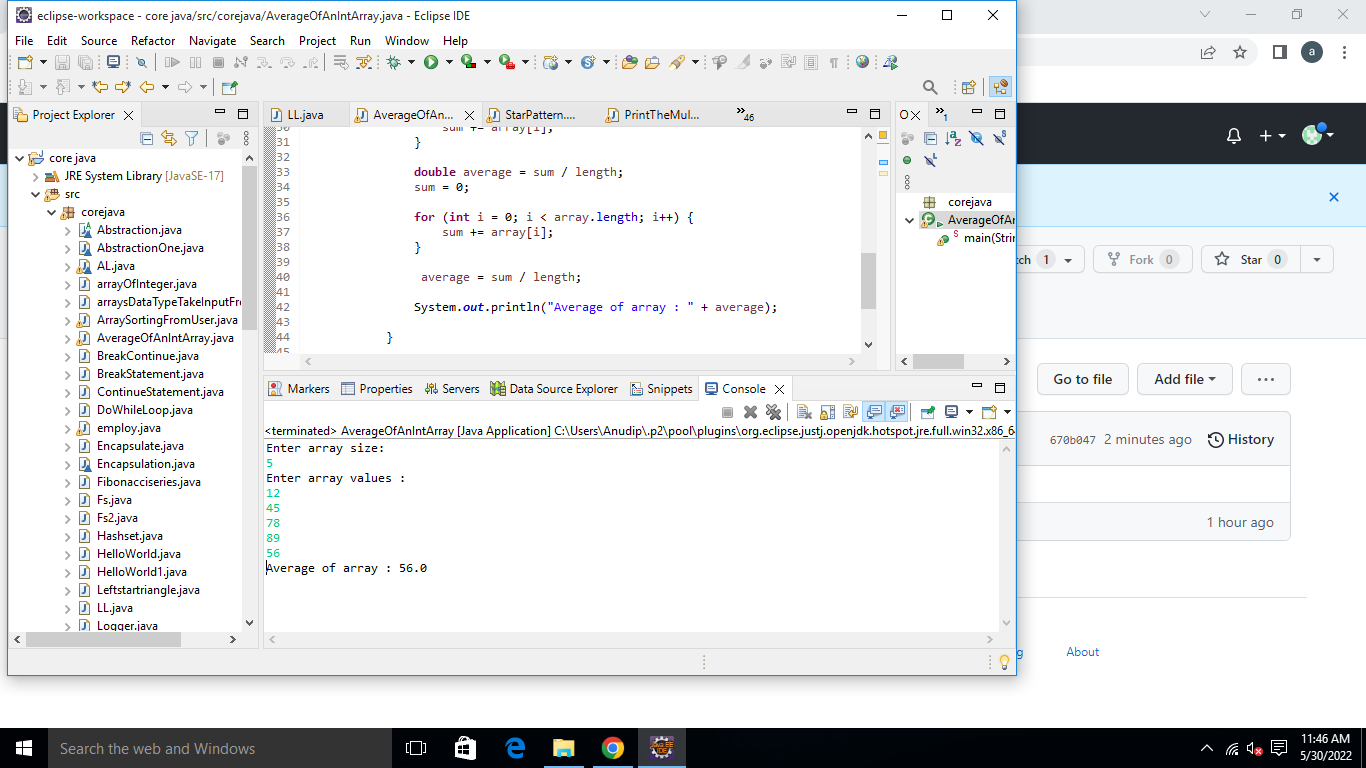 eclipse-workspace - core java/src/corejava/AverageOfAnIntArray.java - Eclipse IDE
File Edit Source Refactor Navigate Search Project Run Window Help
Project Explorer
core java
JRE System Library [JavaSE-17]
src
corejava
Abstraction.java
AbstractionOne.java
AL.java
arrayOfInteger.java
arraysDataTypeTakeInputFr
ArraySortingFromUser.java
AverageOfAnIntArray.java
BreakConitnue.java
BreakStatement.java
ContinueStatement.java
DoWhileLoop.java
employ.java
Encapsulate.java
Encapsulation.java
Fibonacciseries.java
Fs.java
Fs2.java
Hashset.java
HelloWorld.java
HelloWorld1.java
Leftstartriangle.java
LL.java
Logger.java
LL.java AverageOfAn... StarPattern.... PrintTheMul... »46
30 sum += array[i];
31 }
32
33 double average = sum / length;
34 sum = 0;
35
36 for (int i = 0; i < array.length; i++) {
37 sum += array[i];
38 }
39
40 average = sum / length;
41
42 System.out.println("Average of array : " + average);
43
44 }
45
O »1
corejava
AverageOfAr
main(Strin
Markers Properties Servers Data Source Explorer Snippets Console
<terminated> AverageOfAnIntArray [Java Application] C:\Users\Anudip\.p2\pool\plugins\org.eclipse.justj.openjdk.hotspot.jre.full.win32.x86_64
Enter array size:
5
Enter array values :
12
45
78
89
56
Average of array : 56.0
a
tch 1 Fork 0 Star 0
Go to file Add file
670b047 2 minutes ago History
1 hour ago
g About
Search the web and Windows
JAVA EE IDE
11:46 AM
5/30/2022